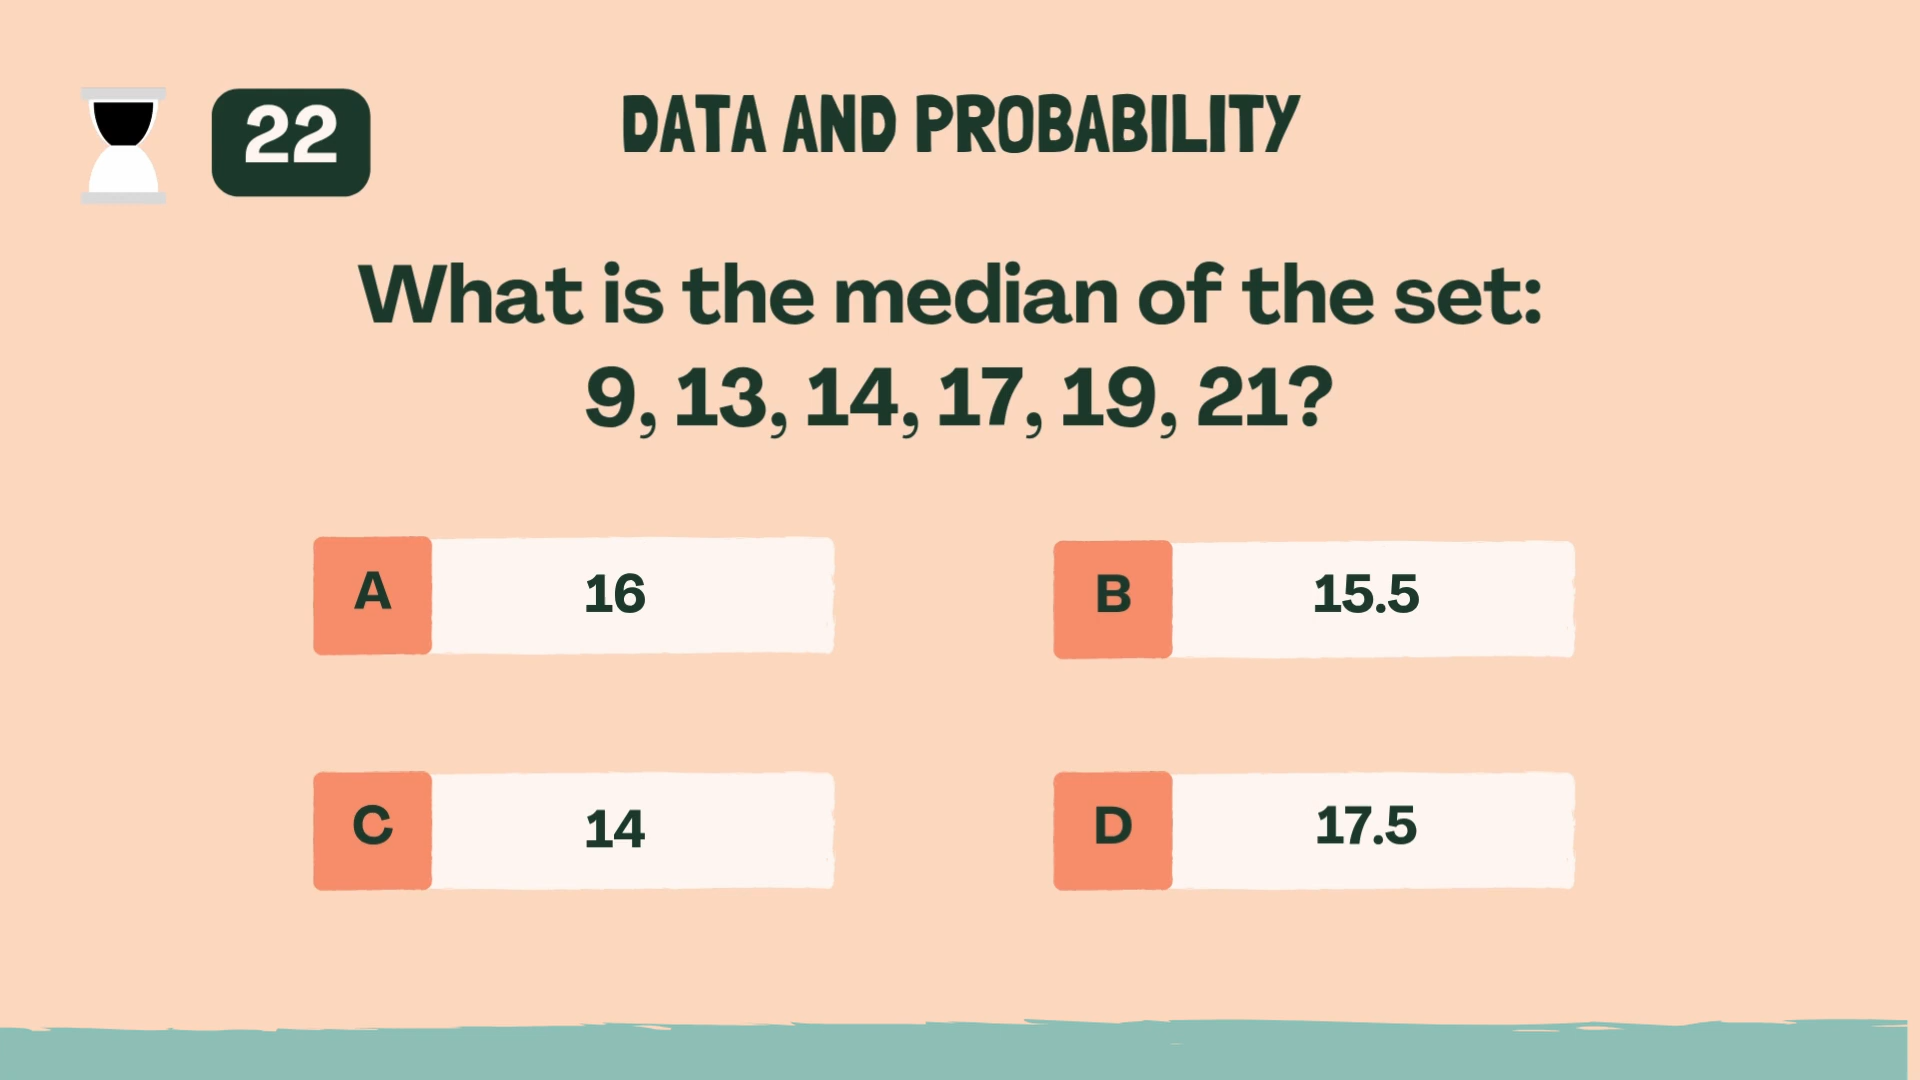 22
DATA AND PROBABILITY
What is the median of the set:
9, 13, 14, 17, 19, 21?
A 16
B 15.5
C 14
D 17.5